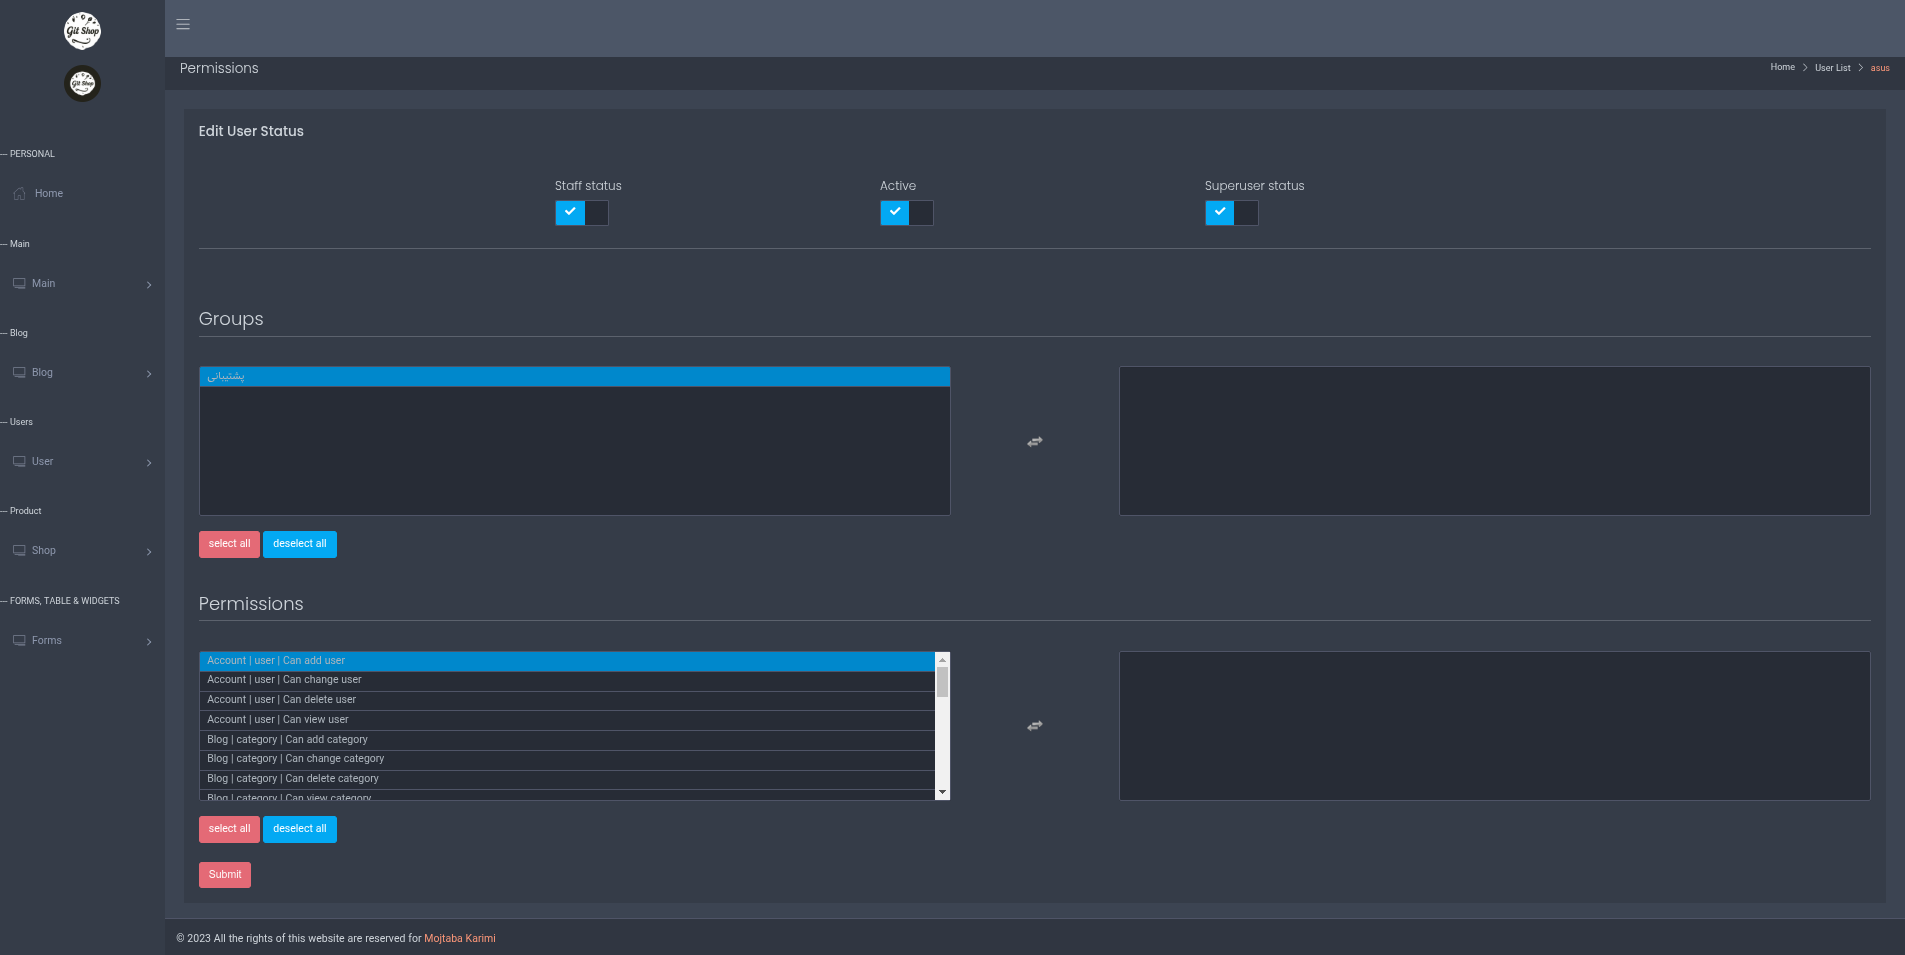 Git Shop
Git Shop
--- PERSONAL
Home
--- Main
Main
--- Blog
Blog
--- Users
User
--- Product
Shop
--- FORMS, TABLE & WIDGETS
Forms
Permissions
Home > User List > asus
Edit User Status
Staff status
Active
Superuser status
Groups
پشتیبانی
select all
deselect all
Permissions
Account | user | Can add user
Account | user | Can change user
Account | user | Can delete user
Account | user | Can view user
Blog | category | Can add category
Blog | category | Can change category
Blog | category | Can delete category
Blog | category | Can view category
select all
deselect all
Submit
© 2023 All the rights of this website are reserved for Mojtaba Karimi